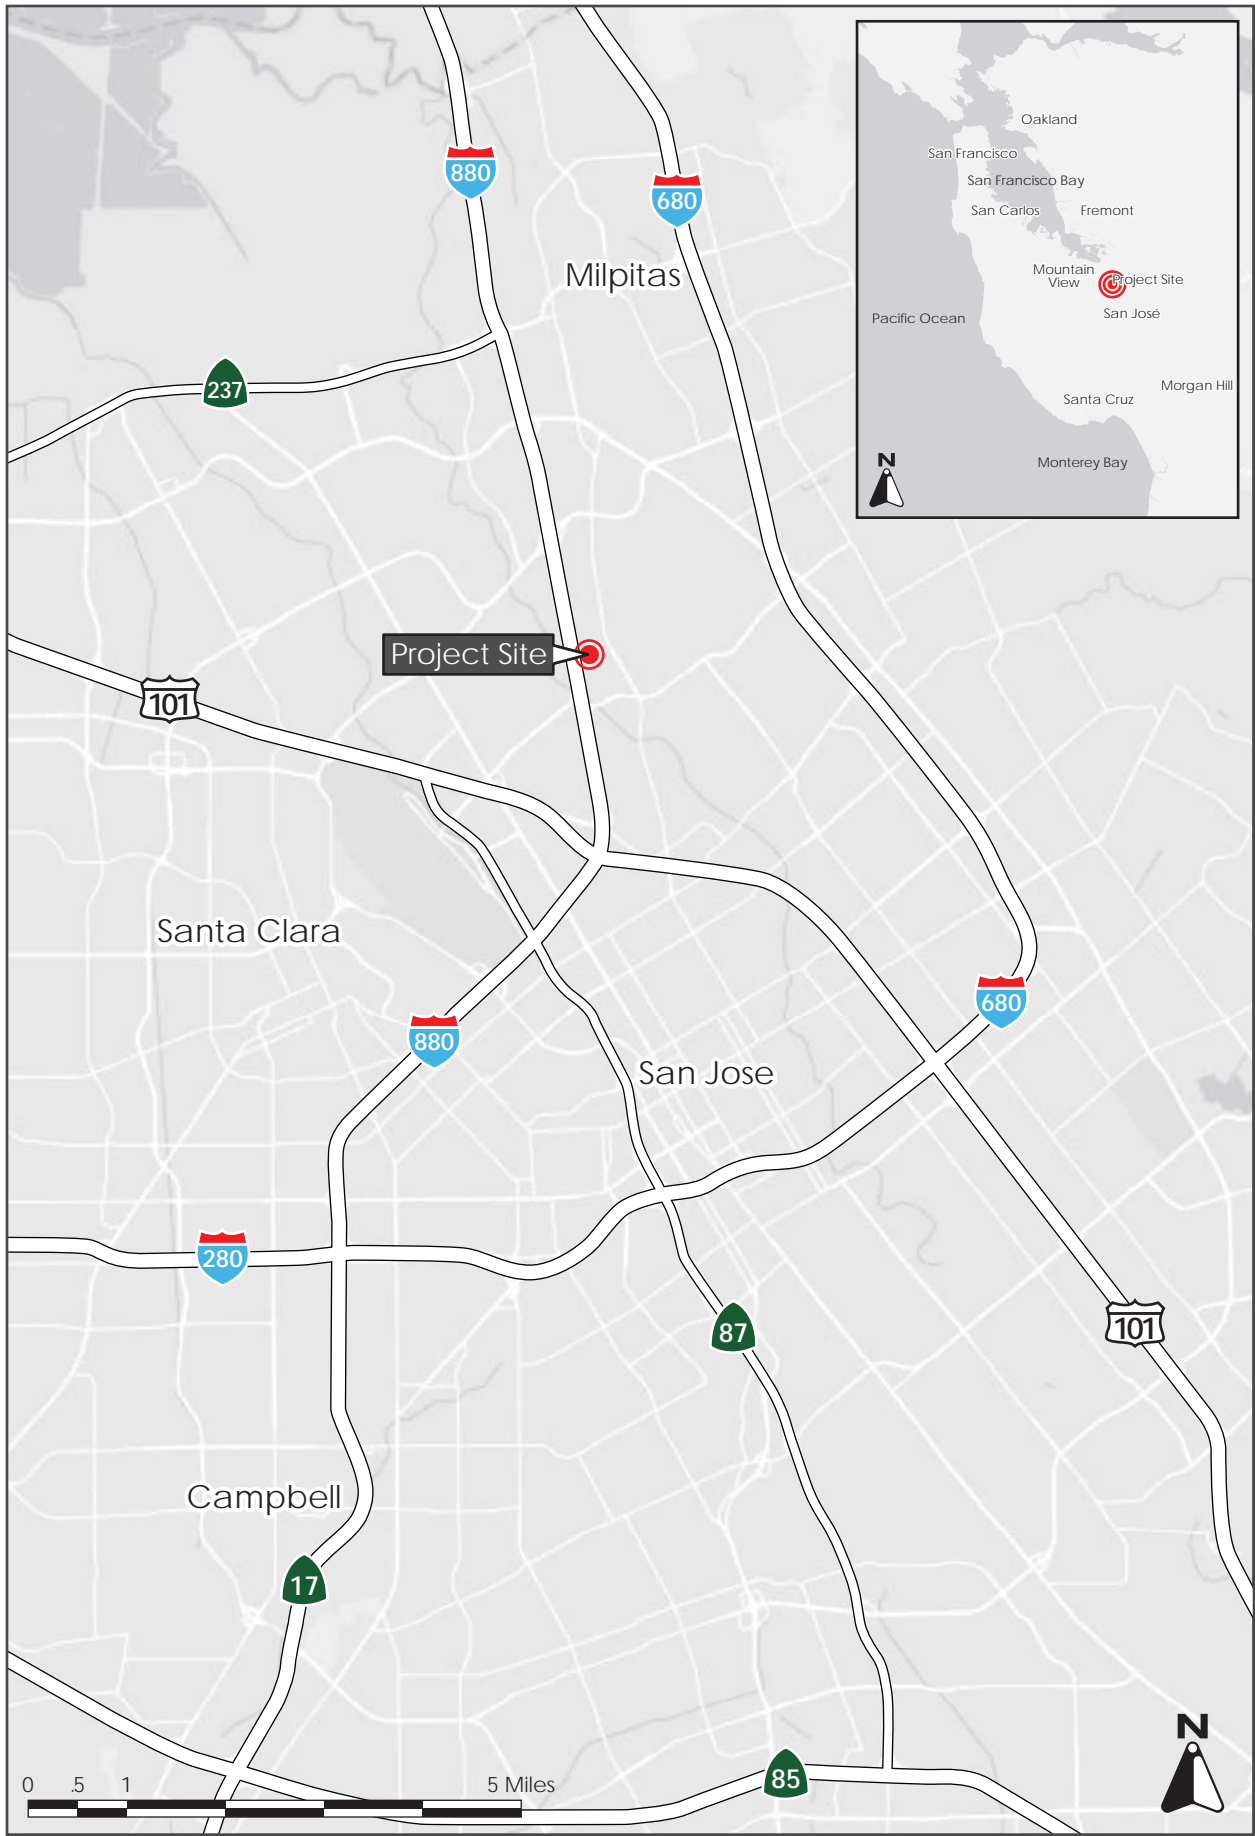 880
680
Oakland
San Francisco
San Francisco Bay
San Carlos
Fremont
Mountain
View
Project Site
San José
Pacific Ocean
Morgan Hill
Santa Cruz
Monterey Bay
N
Milpitas
237
Project Site
101
Santa Clara
680
880
San Jose
280
87
101
Campbell
17
85
N
0 .5 1 5 Miles